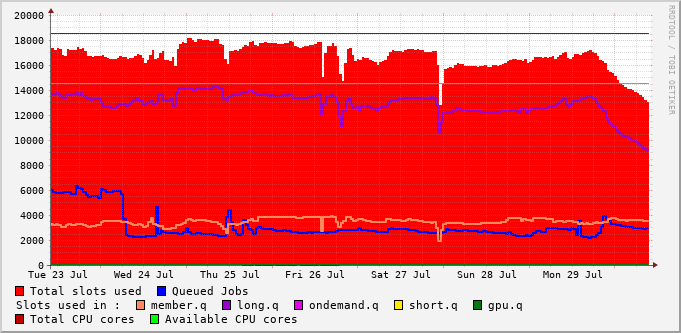 20000
18000
16000
14000
12000
10000
8000
6000
4000
2000
0
Tue 23 Jul Wed 24 Jul Thu 25 Jul Fri 26 Jul Sat 27 Jul Sun 28 Jul Mon 29 Jul
Total slots used Queued Jobs
Slots used in : member.q long.q ondemand.q short.q gpu.q
Total CPU cores Available CPU cores
RRDTOOL / TOBI OETIKER